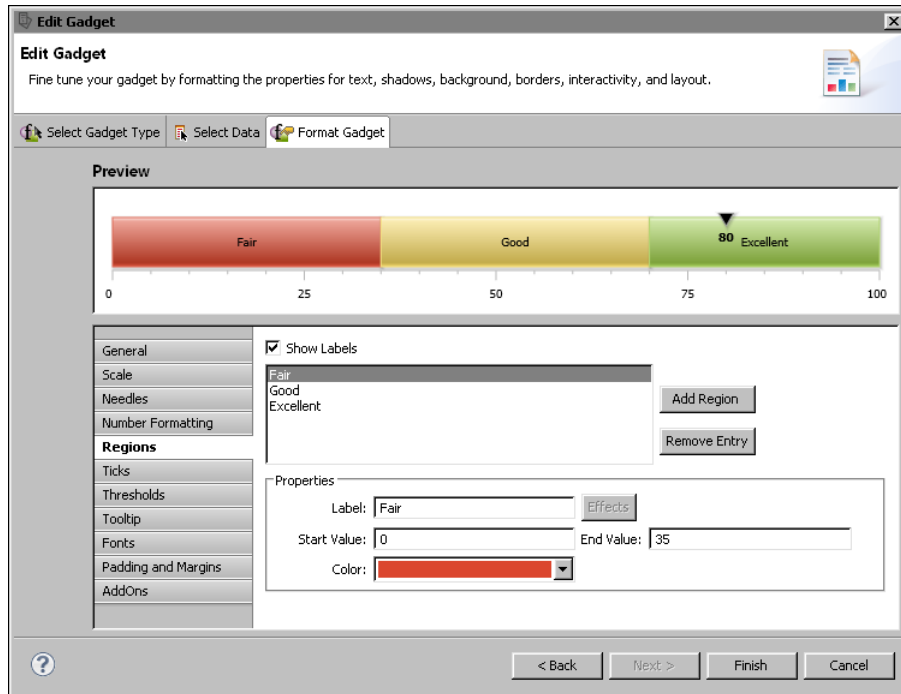 Edit Gadget
Edit Gadget
Fine tune your gadget by formatting the properties for text, shadows, background, borders, interactivity, and layout.
Select Gadget Type Select Data Format Gadget
Preview
Fair Good 80 Excellent
0 25 50 75 100
General
Scale
Needles
Number Formatting
Regions
Ticks
Thresholds
Tooltip
Fonts
Padding and Margins
AddOns
Show Labels
Fair
Good
Excellent
Add Region
Remove Entry
Properties
Label: Fair Effects
Start Value: 0 End Value: 35
Color:
? < Back Next > Finish Cancel